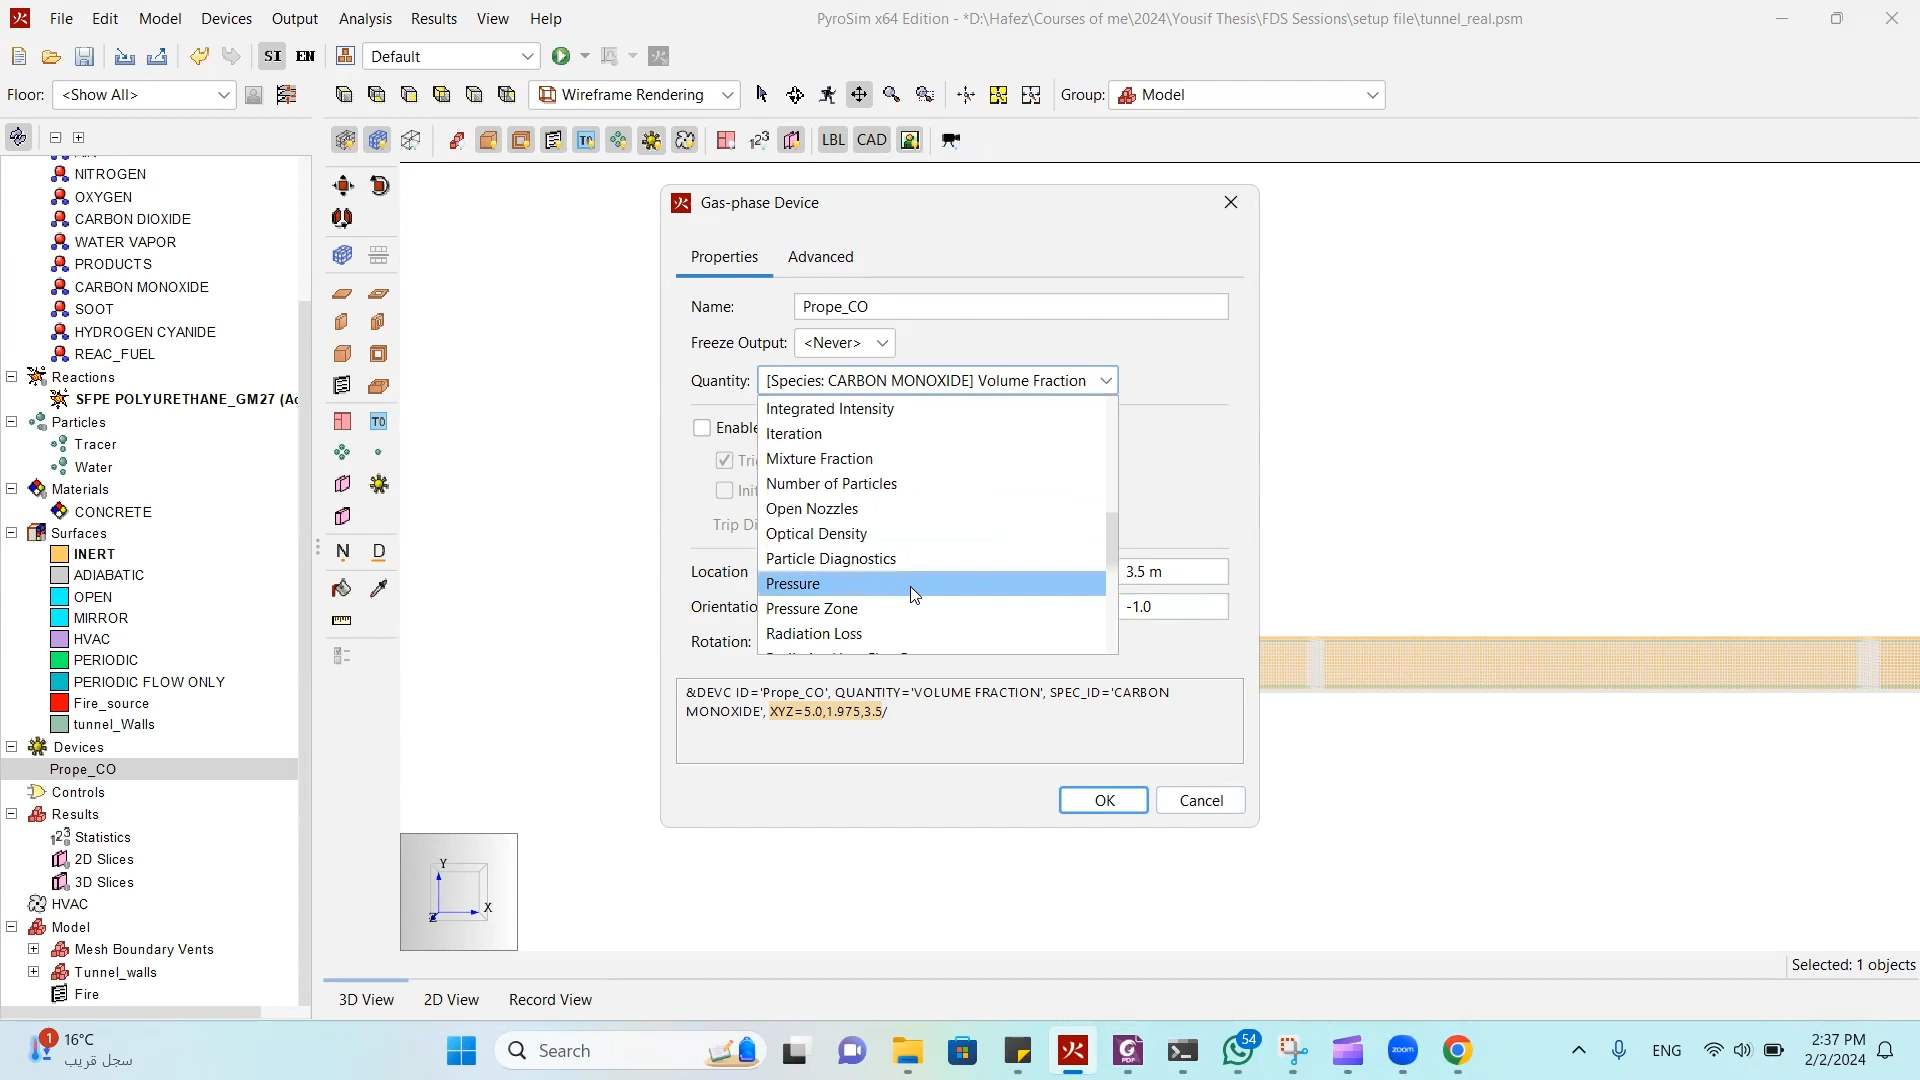 File Edit Model Devices Output Analysis Results View Help
PyroSim x64 Edition - *D:\Hafez\Courses of me\2024\Yousif Thesis\FDS Sessions\setup file\tunnel_real.psm
SI EN Default
Floor: <Show All>
Wireframe Rendering
Group: Model
LBL CAD
NITROGEN
OXYGEN
CARBON DIOXIDE
WATER VAPOR
PRODUCTS
CARBON MONOXIDE
SOOT
HYDROGEN CYANIDE
REAC_FUEL
Reactions
SFPE POLYURETHANE_GM27 (Ac
Particles
Tracer
Water
Materials
CONCRETE
Surfaces
INERT
ADIABATIC
OPEN
MIRROR
HVAC
PERIODIC
PERIODIC FLOW ONLY
Fire_source
tunnel_Walls
Devices
Prope_CO
Controls
Results
Statistics
2D Slices
3D Slices
HVAC
Model
Mesh Boundary Vents
Tunnel_walls
Fire
N D
Gas-phase Device
Properties Advanced
Name: Prope_CO
Freeze Output: <Never>
Quantity: [Species: CARBON MONOXIDE] Volume Fraction
Integrated Intensity
Iteration
Mixture Fraction
Number of Particles
Open Nozzles
Optical Density
Particle Diagnostics
Pressure
Pressure Zone
Radiation Loss
Enable
Location
3.5 m
-1.0
Rotation:
&DEVC ID='Prope_CO', QUANTITY='VOLUME FRACTION', SPEC_ID='CARBON
MONOXIDE', XYZ=5.0,1.975,3.5/
OK Cancel
Y
X
Z
Selected: 1 objects
3D View 2D View Record View
1
16°C
سجل قريب
Search
PDF
54
zoom
ENG
2:37 PM
2/2/2024